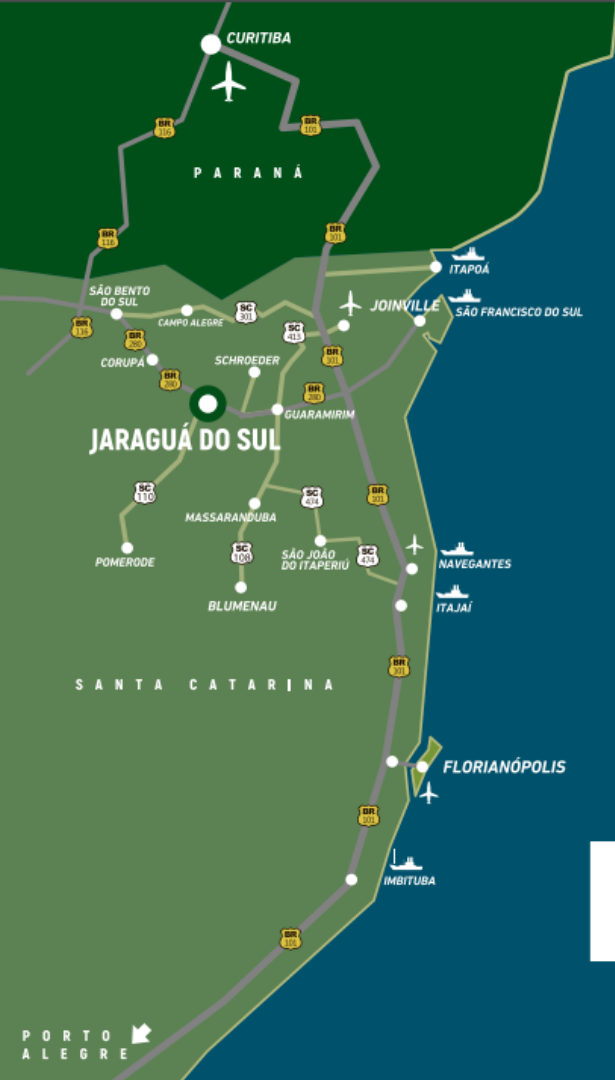 CURITIBA
BR
116
BR
101
PARANÁ
BR
116
BR
101
ITAPOÁ
SÃO BENTO
DO SUL
CAMPO ALEGRE
SC
301
JOINVILLE
SÃO FRANCISCO DO SUL
BR
116
BR
280
SC
413
BR
101
CORUPÁ
SCHROEDER
BR
280
BR
280
GUARAMIRIM
JARAGUÁ DO SUL
SC
110
SC
474
BR
101
MASSARANDUBA
POMERODE
SC
108
SÃO JOÃO
DO ITAPERIÚ
SC
474
NAVEGANTES
BLUMENAU
ITAJAÍ
BR
101
SANTA CATARINA
FLORIANÓPOLIS
BR
101
IMBITUBA
BR
101
PORTO
ALEGRE